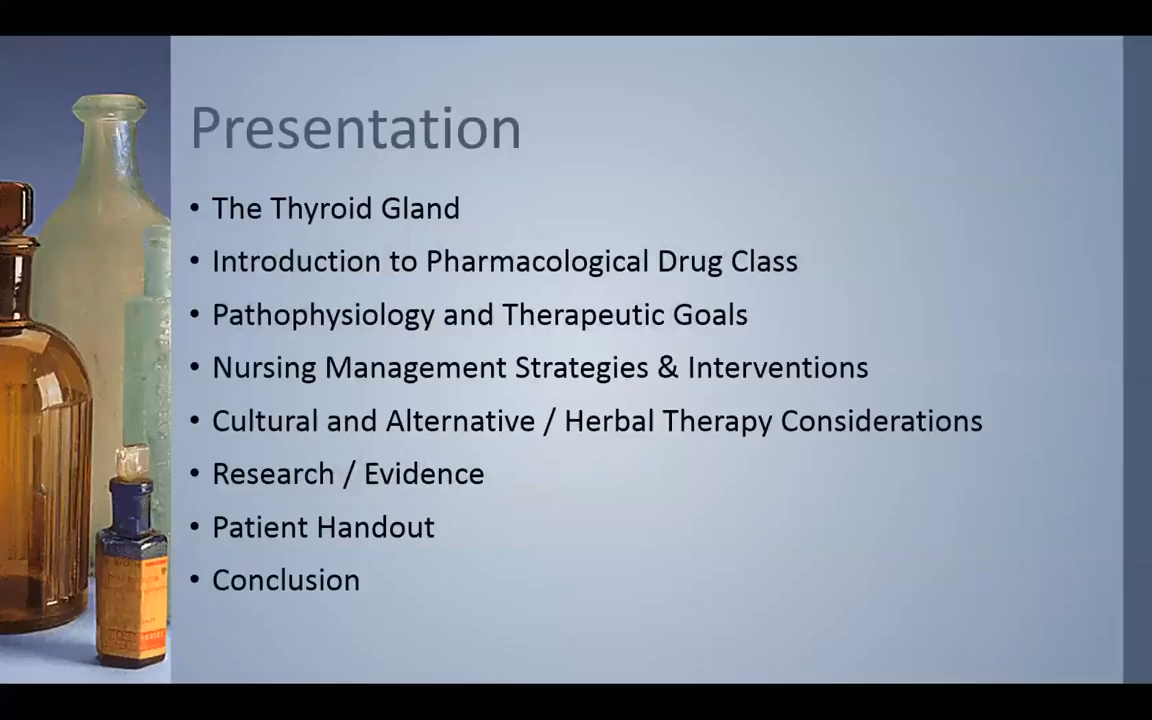 Presentation
• The Thyroid Gland
• Introduction to Pharmacological Drug Class
• Pathophysiology and Therapeutic Goals
• Nursing Management Strategies & Interventions
• Cultural and Alternative / Herbal Therapy Considerations
• Research / Evidence
• Patient Handout
• Conclusion